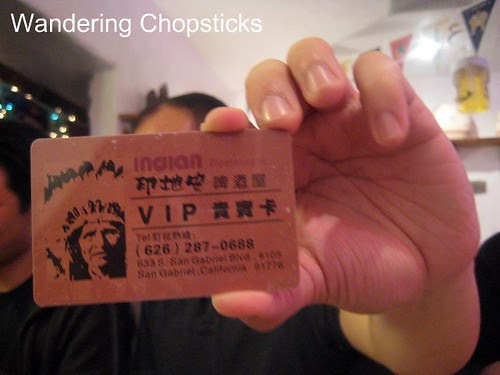 Wandering Chopsticks
Indian Restaurant
印地安 啤酒屋
VIP 貴賓卡
Tel 訂位熱線:
(626) 287-0688
633 S. San Gabriel Blvd., #105
San Gabriel, California 91776